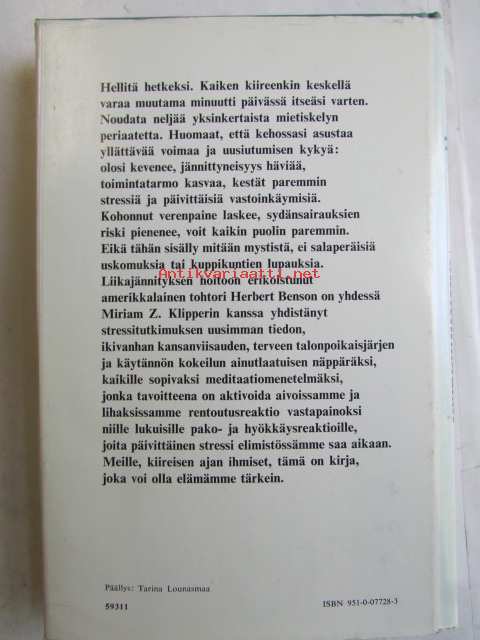 Hellitä hetkeksi. Kaiken kiireenkin keskellä
varaa muutama minuutti päivässä itseäsi varten.
Noudata neljää yksinkertaista mietiskelyn
periaatetta. Huomaat, että kehossasi asustaa
yllättävää voimaa ja uusiutumisen kykyä:
olosi kevenee, jännittyneisyys häviää,
toimintatarmo kasvaa, kestät paremmin
stressiä ja päivittäisiä vastoinkäymisiä.
Kohonnut verenpaine laskee, sydänsairauksien
riski pienenee, voit kaikin puolin paremmin.
Eikä tähän sisälly mitään mystistä, ei salaperäisiä
uskomuksia tai kuppikuntien lupauksia.
Antikvariaatti.net
Liikajännityksen hoitoon erikoistunut
amerikkalainen tohtori Herbert Benson on yhdessä
Miriam Z. Klipperin kanssa yhdistänyt
stressitutkimuksen uusimman tiedon,
ikivanhan kansanviisauden, terveen talonpoikaisjärjen
ja käytännön kokeilun ainutlaatuisen näppäräksi,
kaikille sopivaksi meditaatiomenetelmäksi,
jonka tavoitteena on aktivoida aivoissamme ja
lihaksissamme rentoutusreaktio vastapainoksi
niille lukuisille pako- ja hyökkäysreaktioille,
joita päivittäinen stressi elimistössämme saa aikaan.
Meille, kiireisen ajan ihmiset, tämä on kirja,
joka voi olla elämämme tärkein.
Päällys: Tarina Lounasmaa
59311
ISBN 951-0-07728-3